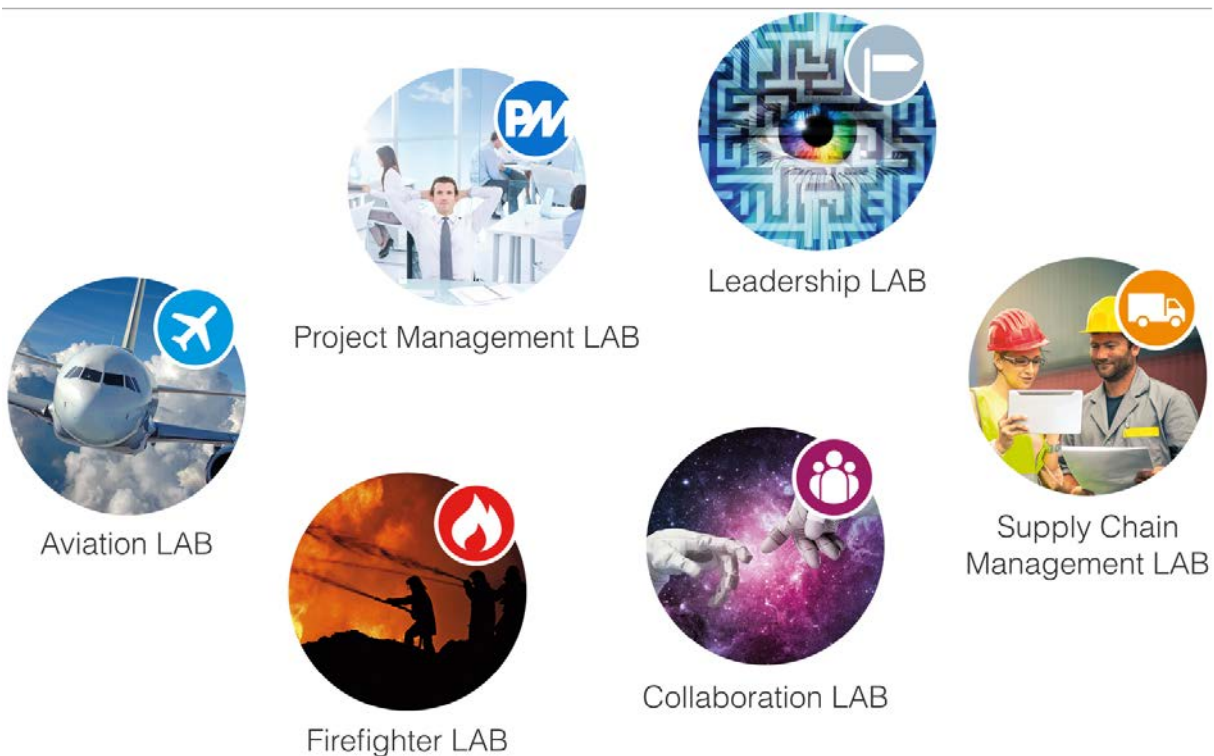 PM
Leadership LAB
Project Management LAB
Aviation LAB
Supply Chain
Management LAB
Collaboration LAB
Firefighter LAB